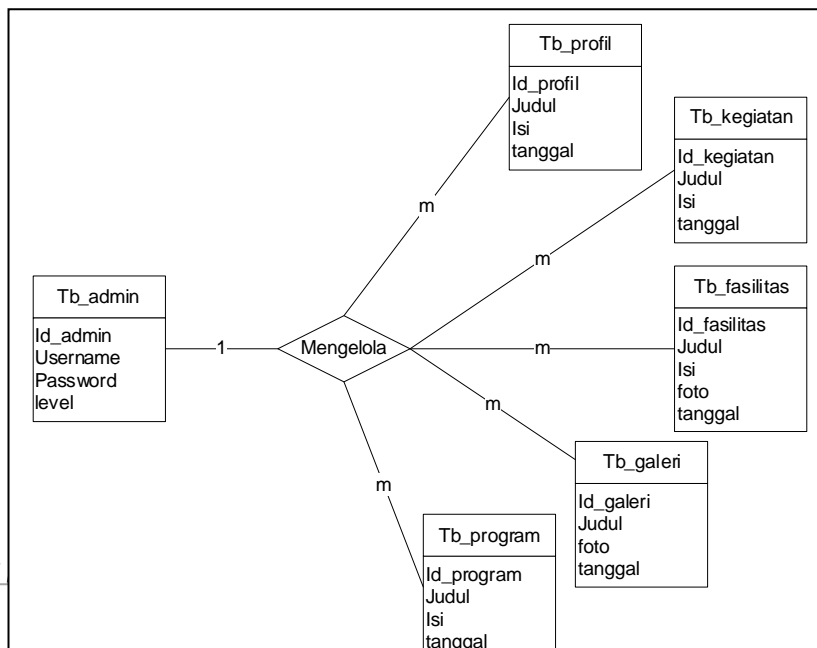 Tb_profil
Id_profil
Judul
Isi
tanggal
Tb_kegiatan
Id_kegiatan
Judul
Isi
tanggal
m
m
Tb_admin
Id_admin
Username
Password
level
1
Mengelola
m
Tb_fasilitas
Id_fasilitas
Judul
Isi
foto
tanggal
m
Tb_galeri
Id_galeri
Judul
foto
tanggal
m
Tb_program
Id_program
Judul
Isi
tanggal